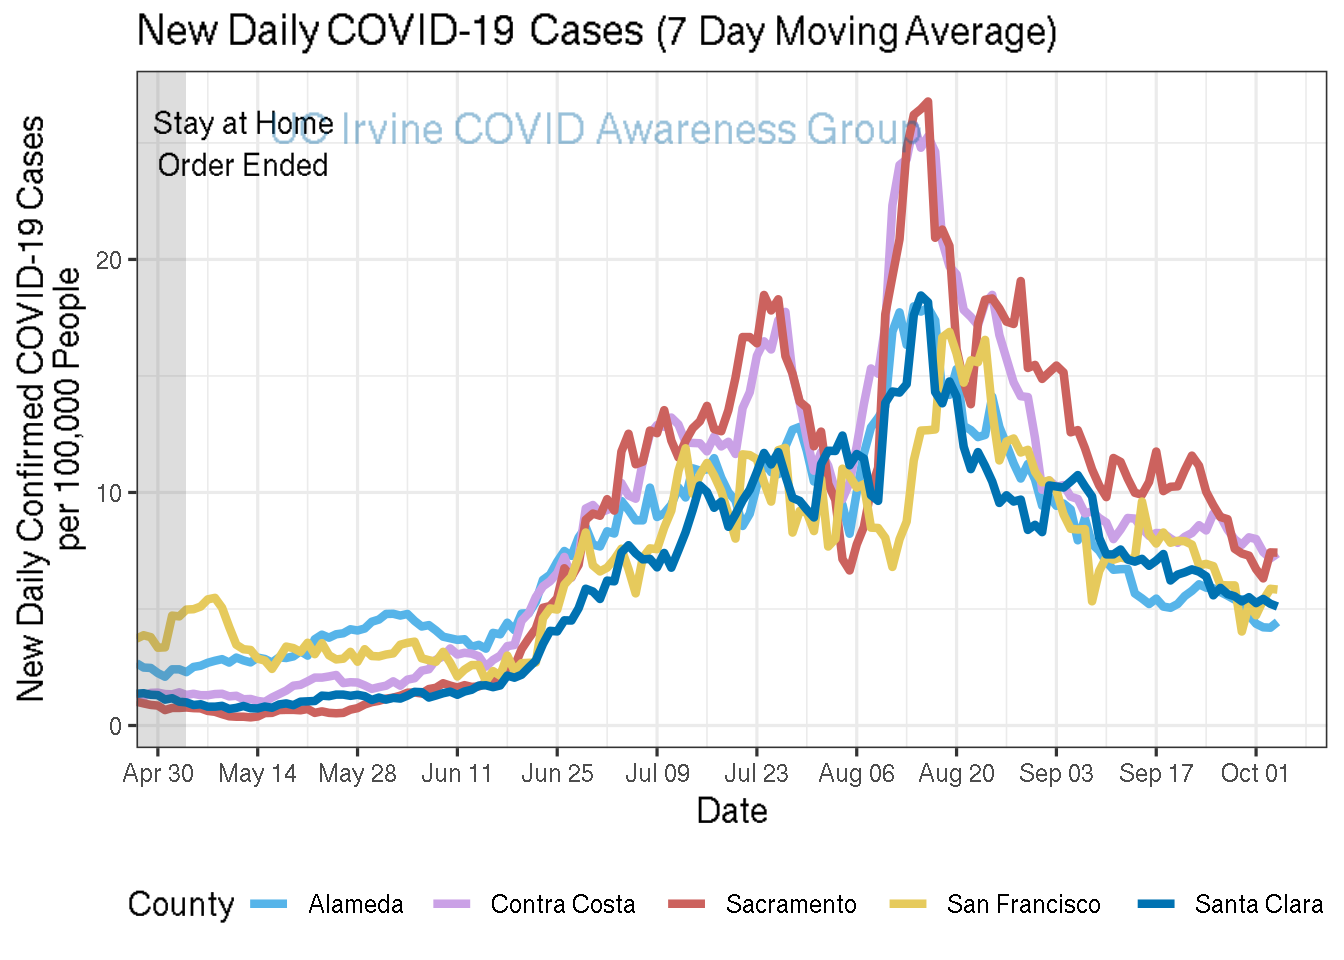 New Daily COVID-19 Cases (7 Day Moving Average)
Stay at Home
Order Ended
UC Irvine COVID Awareness Group
New Daily Confirmed COVID-19 Cases
per 100,000 People
20
10
0
Apr 30 May 14 May 28 Jun 11 Jun 25 Jul 09 Jul 23 Aug 06 Aug 20 Sep 03 Sep 17 Oct 01
Date
County Alameda Contra Costa Sacramento San Francisco Santa Clara